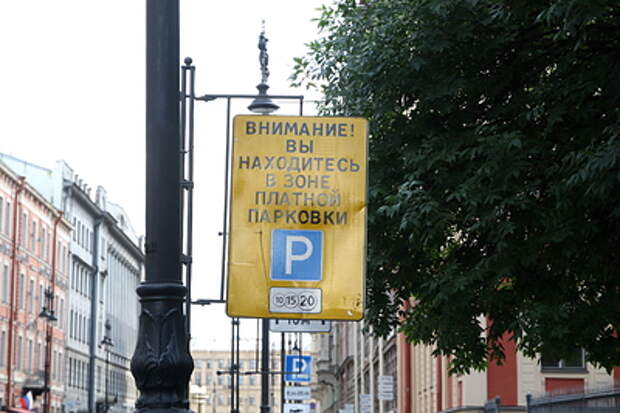 ВНИМАНИЕ!
ВЫ
НАХОДИТЕСЬ
В ЗОНЕ
ПЛАТНОЙ
ПАРКОВКИ
P
10 15 20
P